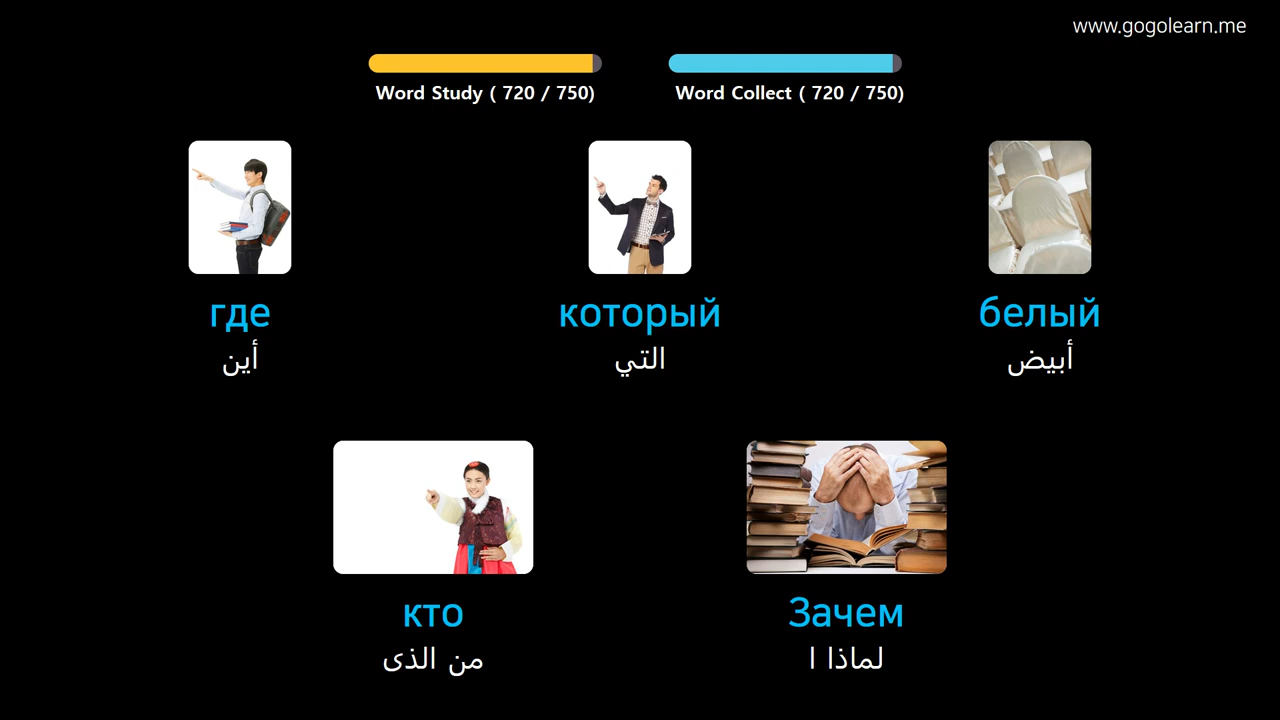 www.gogolearn.me
Word Study ( 720 / 750)
Word Collect ( 720 / 750)
где
أين
который
التي
белый
أبيض
кто
من الذى
Зачем
لماذا ا